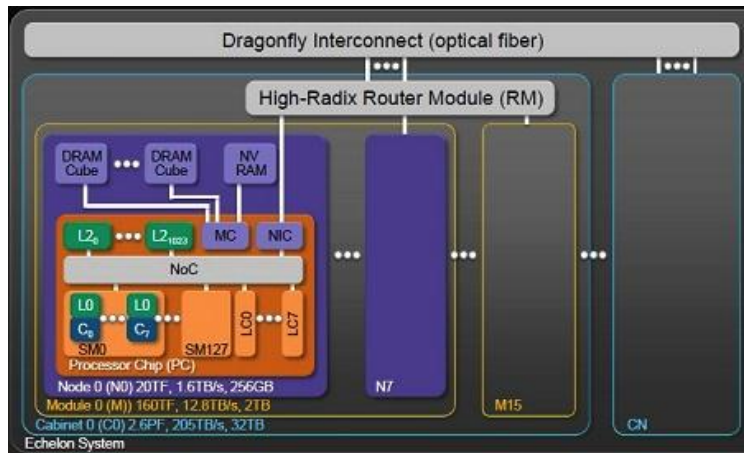 Dragonfly Interconnect (optical fiber)
High-Radix Router Module (RM)
DRAM Cube
DRAM Cube
NV RAM
L2₀
L2₁₀₂₃
MC
NIC
NoC
L0
L0
C₀
C₇
SM0
SM127
LC0
LC7
Processor Chip (PC)
Node 0 (N0) 20TF, 1.6TB/s, 256GB
N7
Module 0 (M)) 160TF, 12.8TB/s, 2TB
M15
Cabinet 0 (C0) 2.6PF, 205TB/s, 32TB
CN
Echelon System